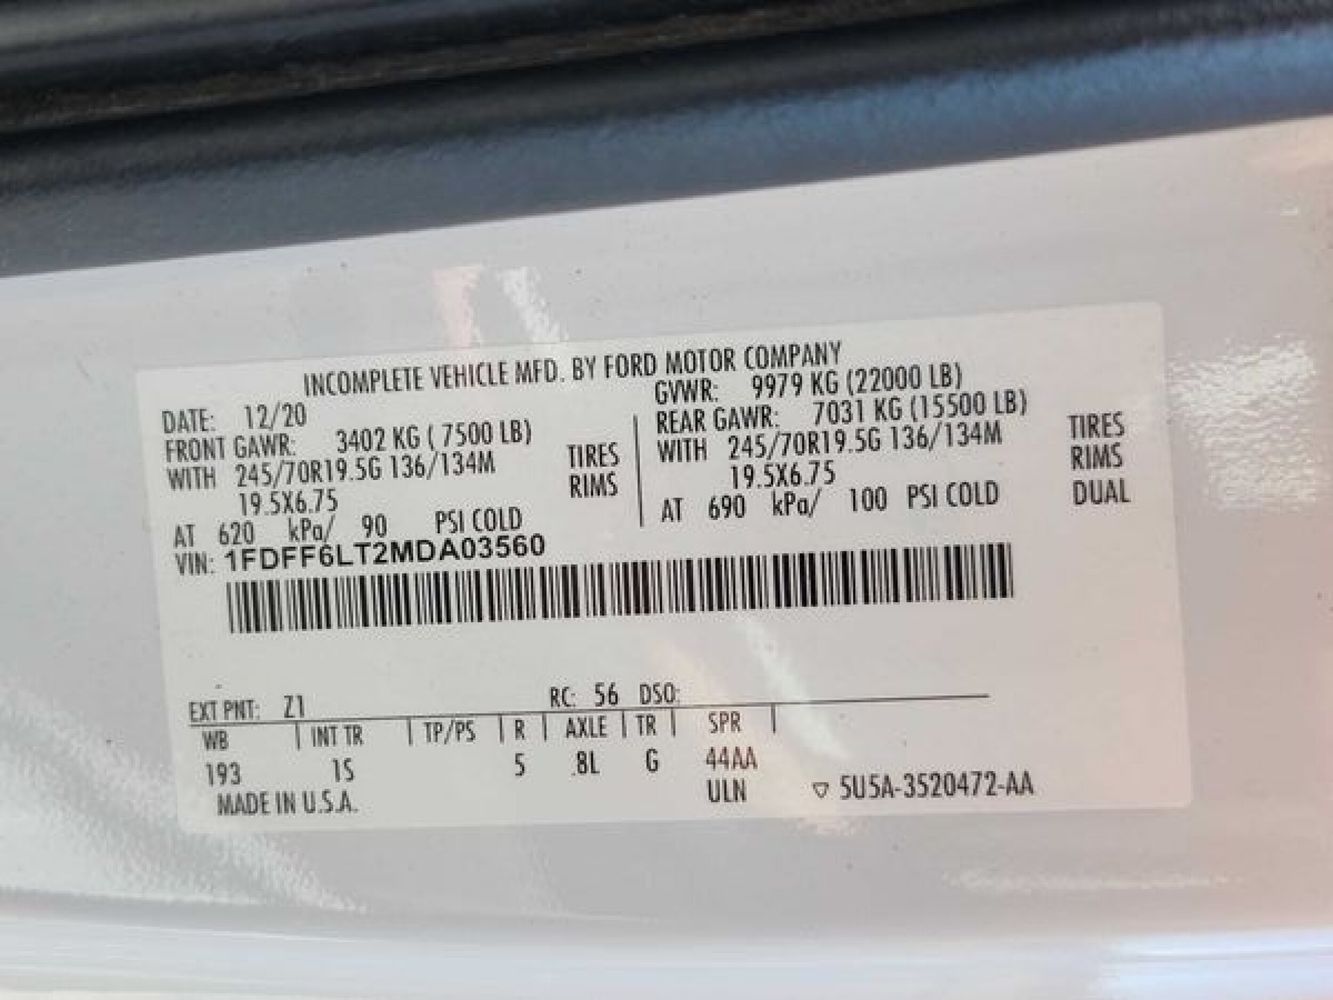 INCOMPLETE VEHICLE MFD. BY FORD MOTOR COMPANY
DATE: 12/20 GVWR: 9979 KG (22000 LB)
FRONT GAWR: 3402 KG ( 7500 LB) REAR GAWR: 7031 KG (15500 LB)
WITH 245/70R19.5G 136/134M TIRES WITH 245/70R19.5G 136/134M TIRES
19.5X6.75 RIMS 19.5X6.75 RIMS
AT 620 kPa/ 90 PSI COLD AT 690 kPa/ 100 PSI COLD DUAL
VIN: 1FDFF6LT2MDA03560
EXT PNT: Z1 RC: 56 DSO:
WB INT TR TP/PS R AXLE TR SPR
193 1S 5 .8L G 44AA
MADE IN U.S.A. ULN ▽ 5U5A-3520472-AA